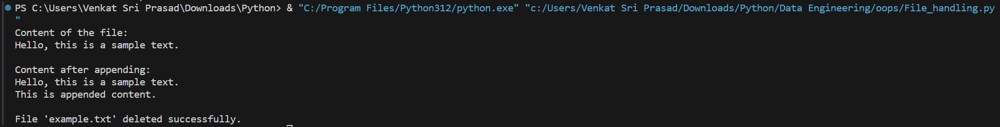 PS C:\Users\Venkat Sri Prasad\Downloads\Python> & "C:/Program Files/Python312/python.exe" "c:/Users/Venkat Sri Prasad/Downloads/Python/Data Engineering/oops/File_handling.py
"
Content of the file:
Hello, this is a sample text.

Content after appending:
Hello, this is a sample text.
This is appended content.

File 'example.txt' deleted successfully.